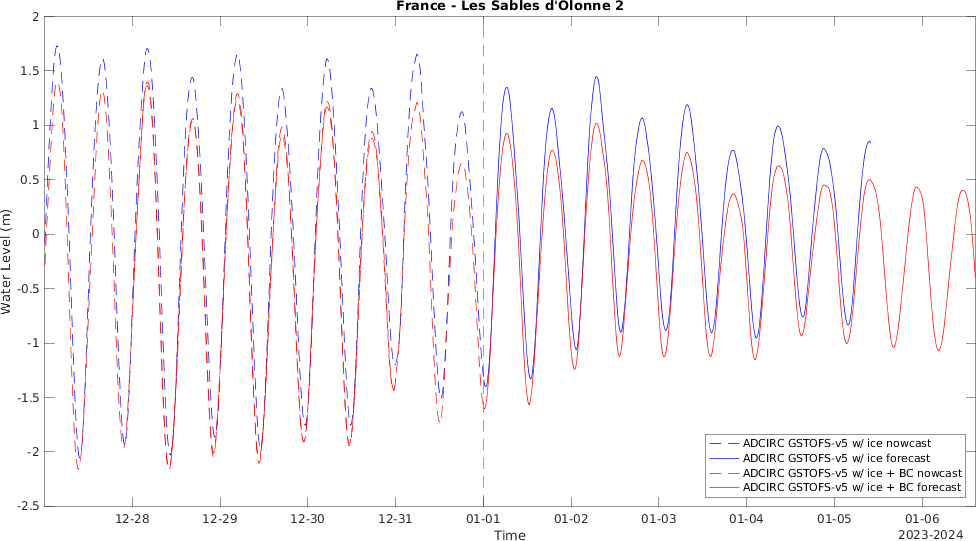 France - Les Sables d'Olonne 2
2
1.5
1
0.5
0
-0.5
-1
-1.5
-2
-2.5
Water Level (m)
ADCIRC GSTOFS-v5 w/ ice nowcast
ADCIRC GSTOFS-v5 w/ ice forecast
ADCIRC GSTOFS-v5 w/ ice + BC nowcast
ADCIRC GSTOFS-v5 w/ ice + BC forecast
12-28 12-29 12-30 12-31 01-01 01-02 01-03 01-04 01-05 01-06
Time
2023-2024